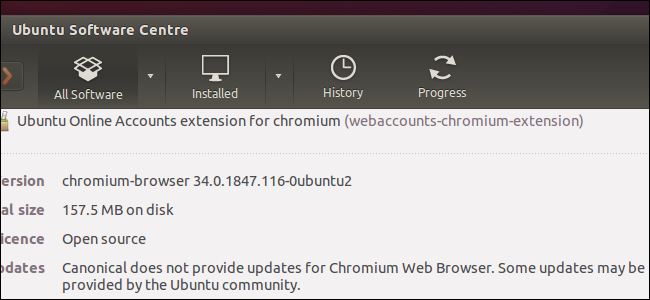 Ubuntu Software Centre
All Software
Installed
History
Progress
Ubuntu Online Accounts extension for chromium (webaccounts-chromium-extension)
ersion chromium-browser 34.0.1847.116-0ubuntu2
al size 157.5 MB on disk
icence Open source
pdates Canonical does not provide updates for Chromium Web Browser. Some updates may be
provided by the Ubuntu community.